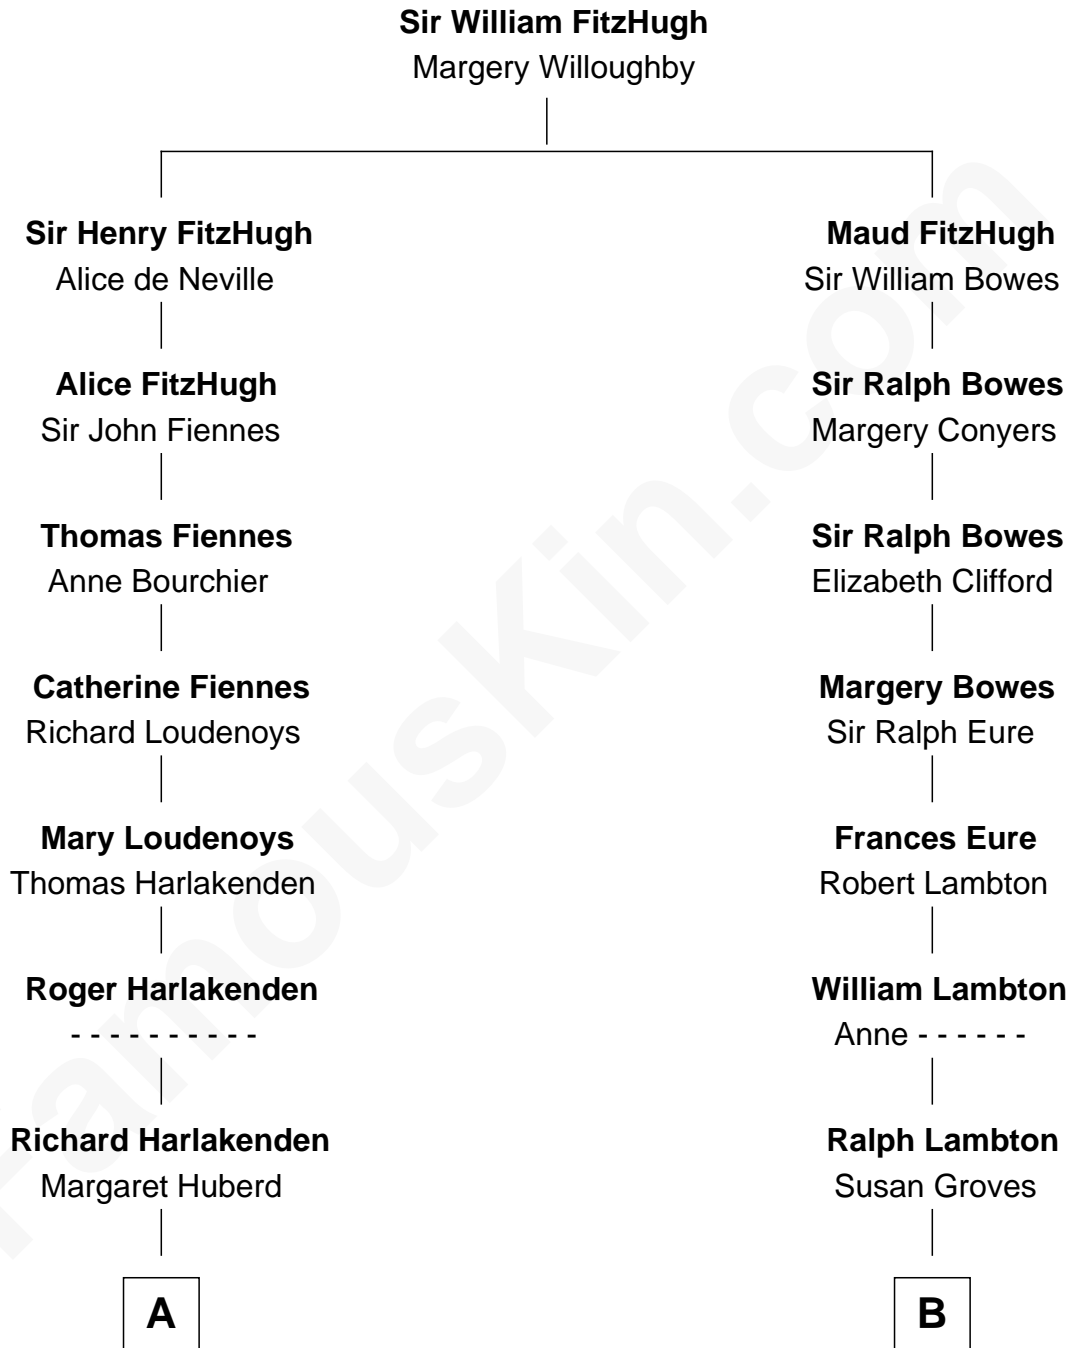 Sir William FitzHugh
Margery Willoughby
Sir Henry FitzHugh
Alice de Neville
Maud FitzHugh
Sir William Bowes
Alice FitzHugh
Sir John Fiennes
Sir Ralph Bowes
Margery Conyers
Thomas Fiennes
Anne Bourchier
Sir Ralph Bowes
Elizabeth Clifford
Catherine Fiennes
Richard Loudenoys
Margery Bowes
Sir Ralph Eure
Mary Loudenoys
Thomas Harlakenden
Frances Eure
Robert Lambton
Roger Harlakenden
- - - - - - - - - -
William Lambton
Anne - - - - - -
Richard Harlakenden
Margaret Huberd
Ralph Lambton
Susan Groves
A
B
FamousKin.com